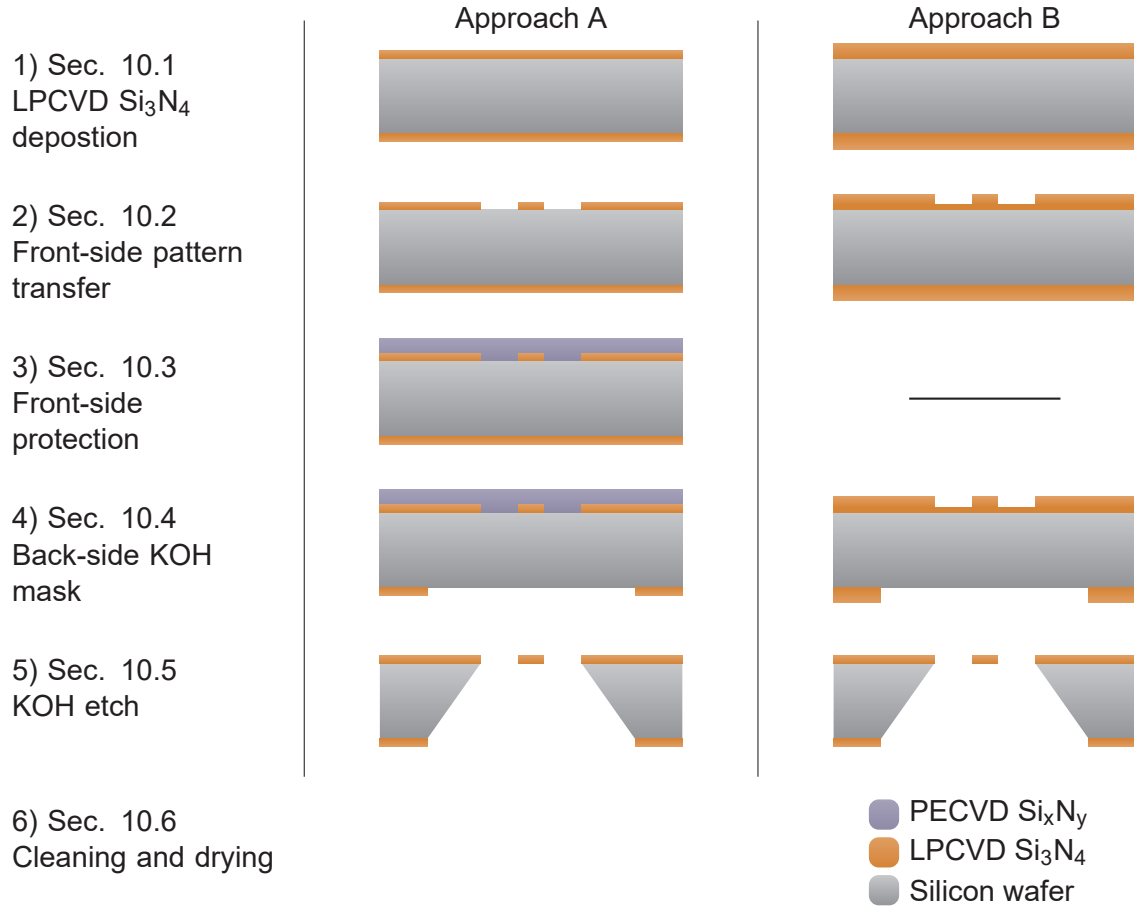 Approach A
Approach B
1) Sec. 10.1
LPCVD Si₃N₄
depostion
2) Sec. 10.2
Front-side pattern
transfer
3) Sec. 10.3
Front-side
protection
4) Sec. 10.4
Back-side KOH
mask
5) Sec. 10.5
KOH etch
6) Sec. 10.6
Cleaning and drying
PECVD SiₓNᵧ
LPCVD Si₃N₄
Silicon wafer